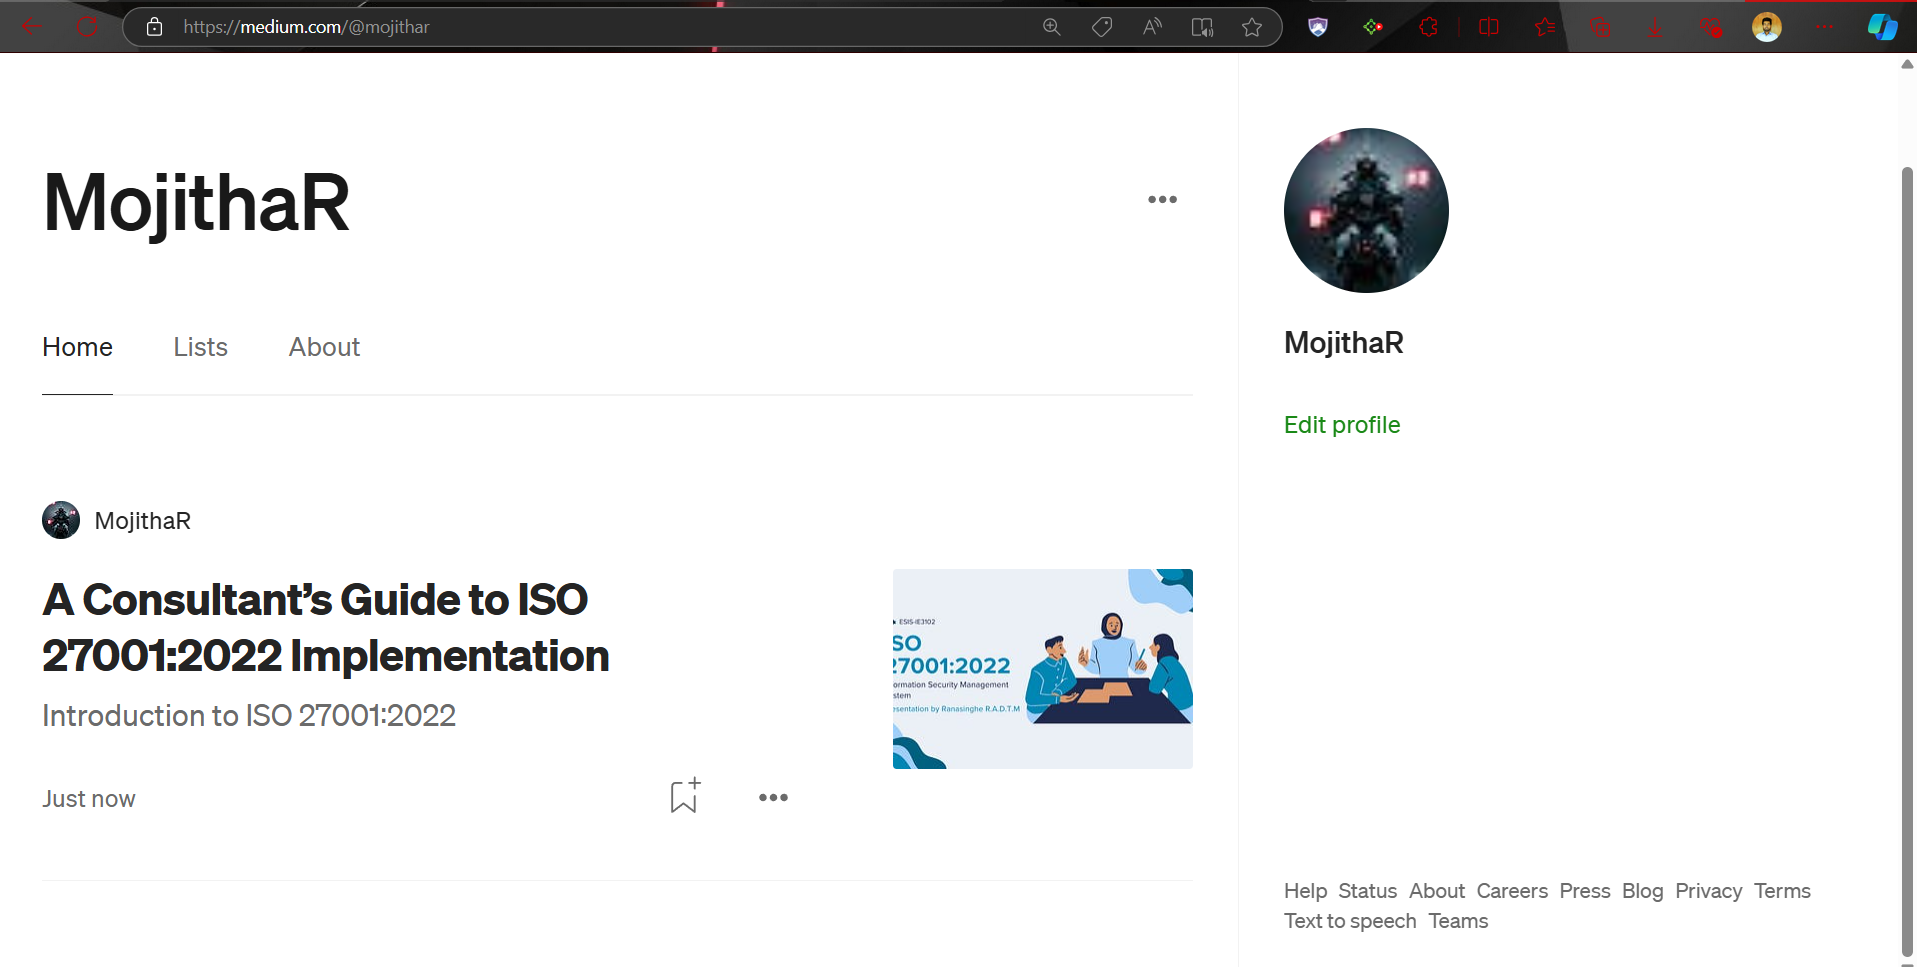 https://medium.com/@mojithar
MojithaR
Home Lists About
MojithaR
A Consultant’s Guide to ISO
27001:2022 Implementation
Introduction to ISO 27001:2022
Just now
ESIS-IE3102
SO
27001:2022
ormation Security Management
stem
esentation by Ranasinghe R.A.D.T.M
MojithaR
Edit profile
Help Status About Careers Press Blog Privacy Terms
Text to speech Teams